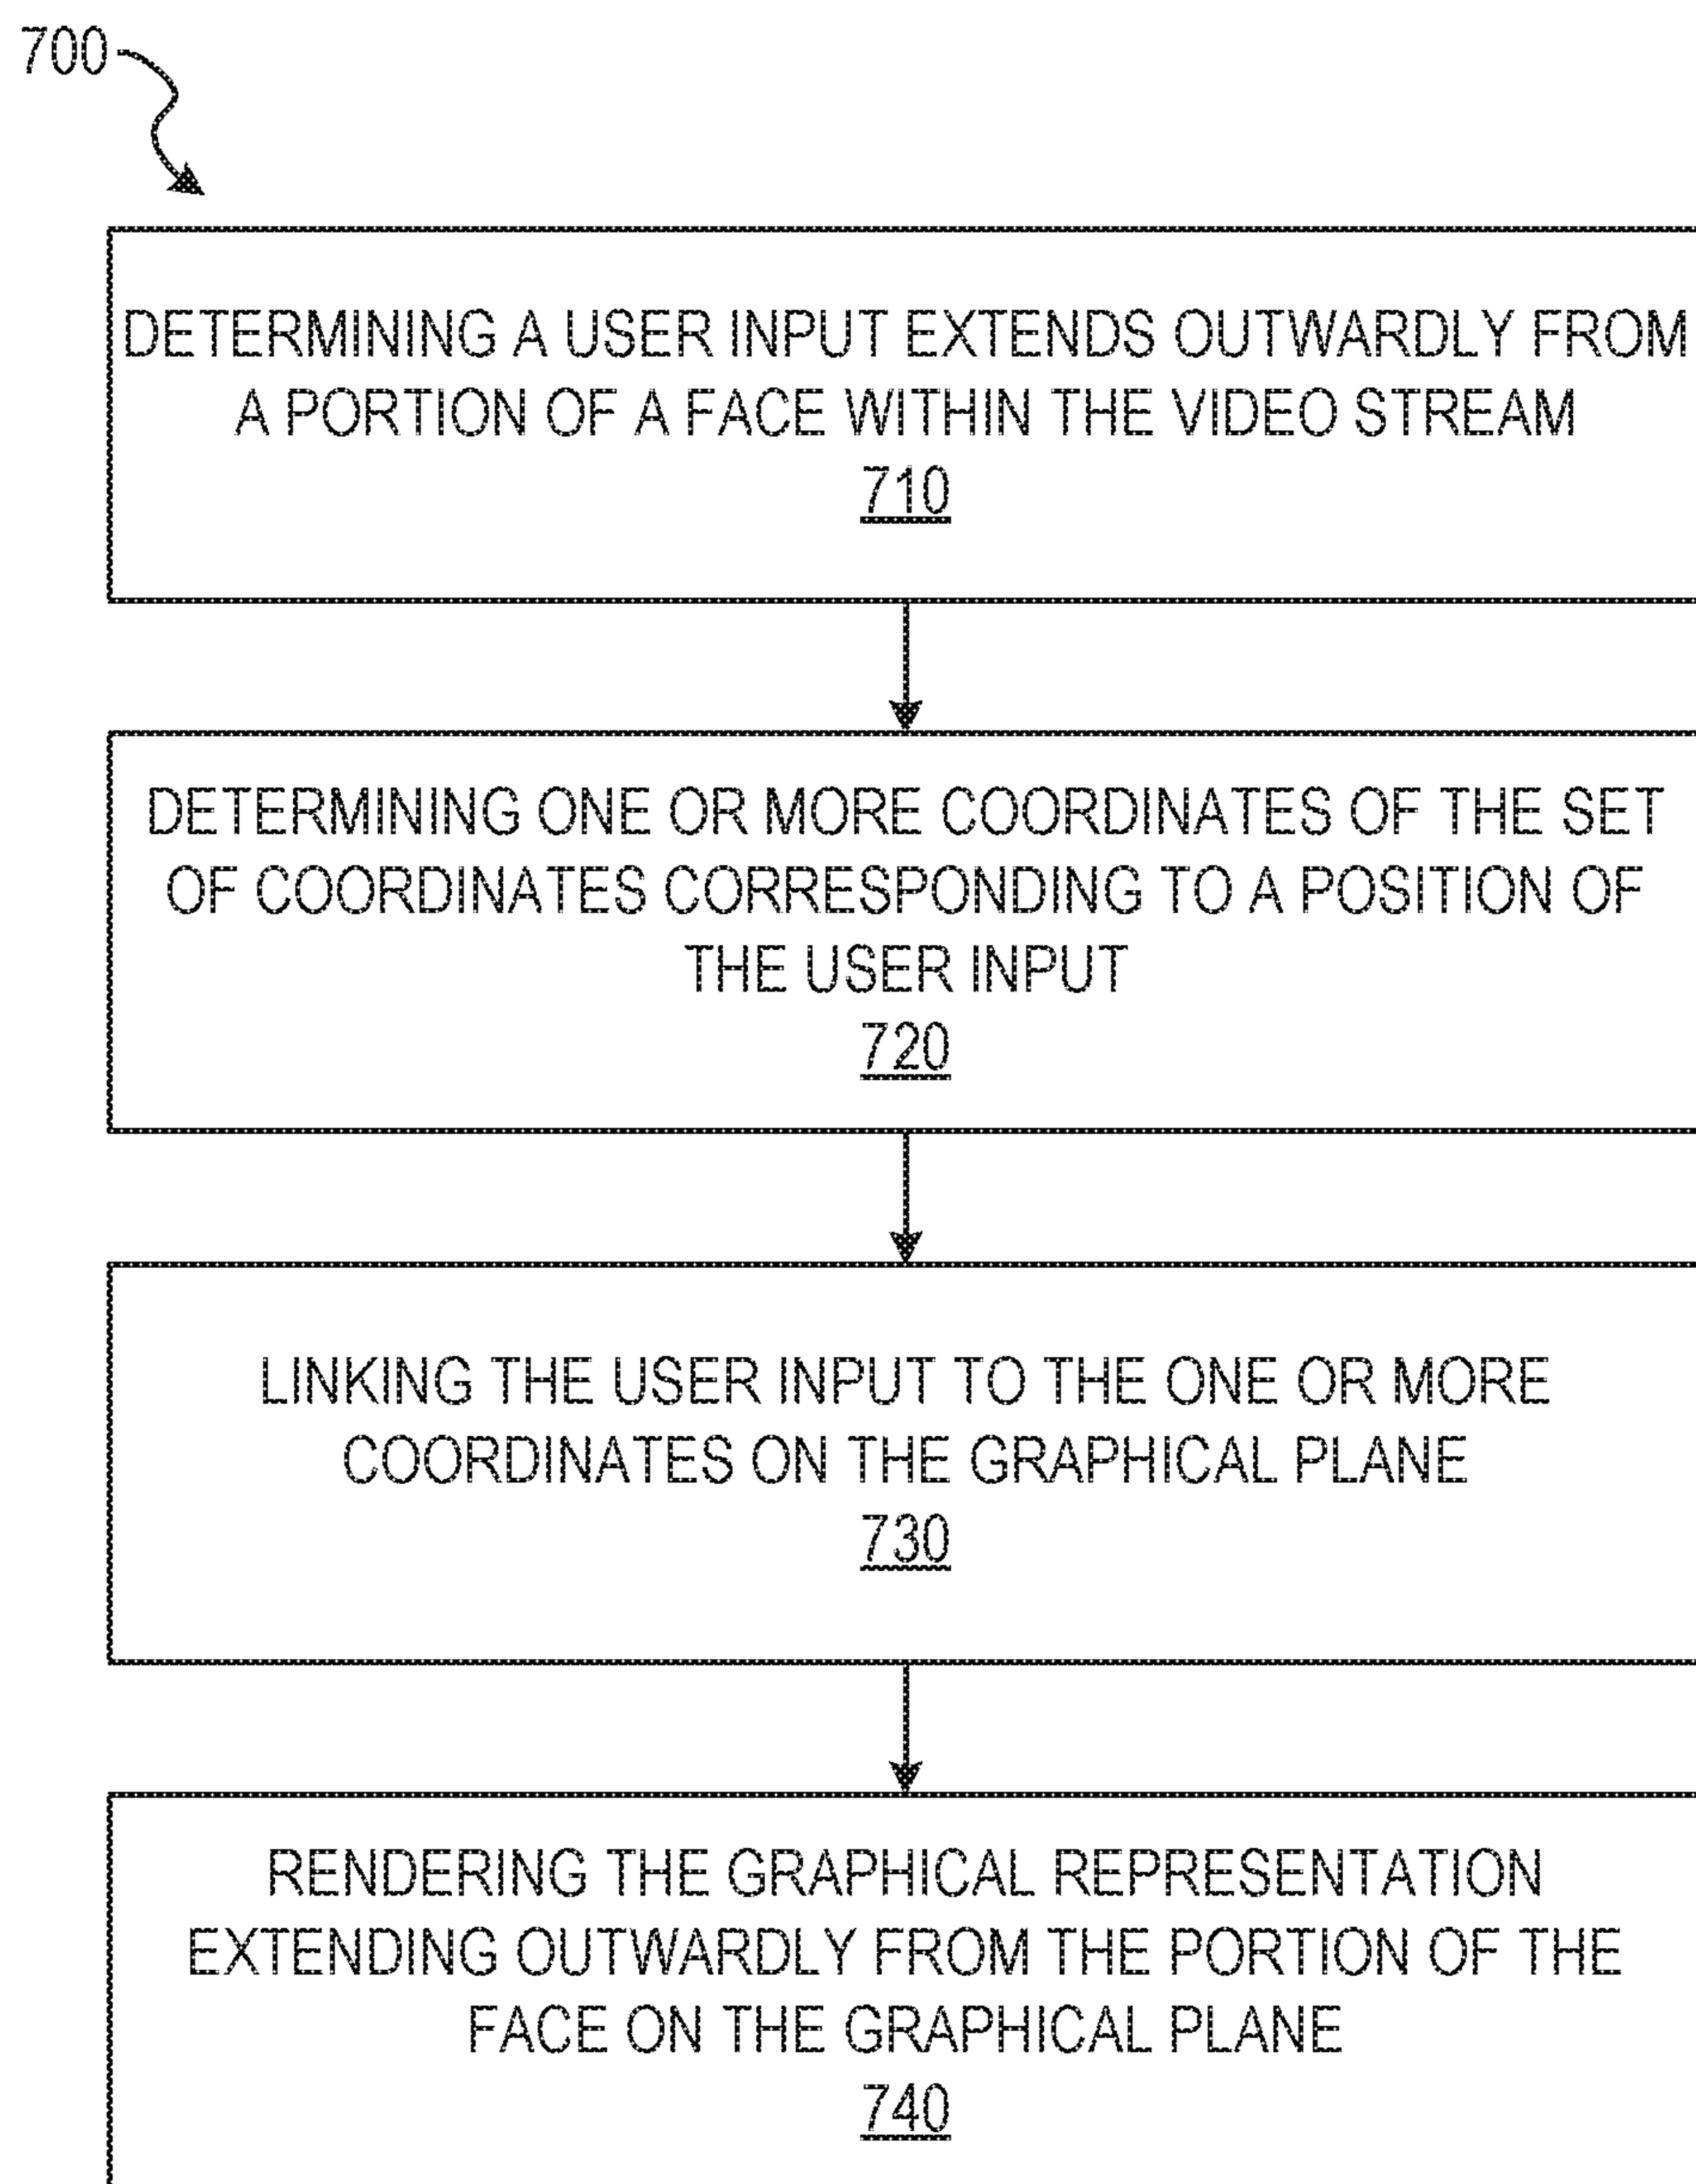 700
DETERMINING A USER INPUT EXTENDS OUTWARDLY FROM
A PORTION OF A FACE WITHIN THE VIDEO STREAM
710
DETERMINING ONE OR MORE COORDINATES OF THE SET
OF COORDINATES CORRESPONDING TO A POSITION OF
THE USER INPUT
720
LINKING THE USER INPUT TO THE ONE OR MORE
COORDINATES ON THE GRAPHICAL PLANE
730
RENDERING THE GRAPHICAL REPRESENTATION
EXTENDING OUTWARDLY FROM THE PORTION OF THE
FACE ON THE GRAPHICAL PLANE
740